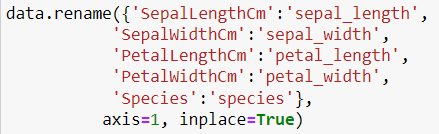 data.rename({'SepalLengthCm':'sepal_length',
'SepalWidthCm':'sepal_width',
'PetalLengthCm':'petal_length',
'PetalWidthCm':'petal_width',
'Species':'species'},
axis=1, inplace=True)